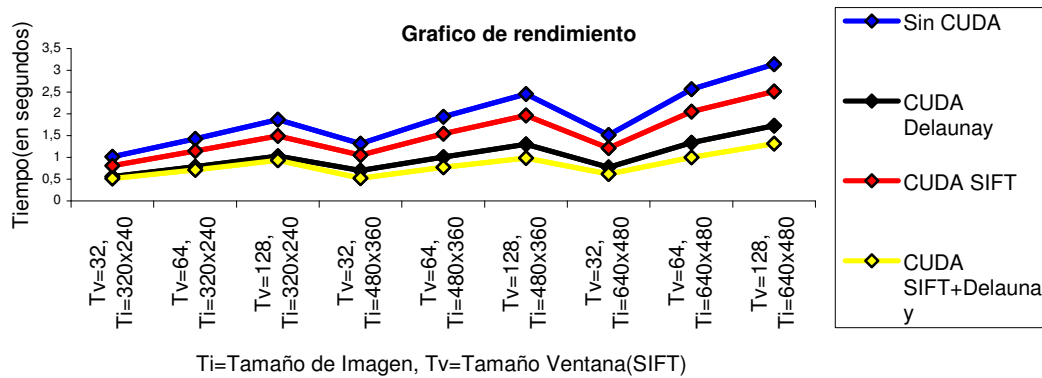 Grafico de rendimiento
Tiempo(en segundos)
3,5
3
2,5
2
1,5
1
0,5
0
Tv=32,
Ti=320x240
Tv=64,
Ti=320x240
Tv=128,
Ti=320x240
Tv=32,
Ti=480x360
Tv=64,
Ti=480x360
Tv=128,
Ti=480x360
Tv=32,
Ti=640x480
Tv=64,
Ti=640x480
Tv=128,
Ti=640x480
Ti=Tamaño de Imagen, Tv=Tamaño Ventana(SIFT)
Sin CUDA
CUDA
Delaunay
CUDA SIFT
CUDA
SIFT+Delauna
y